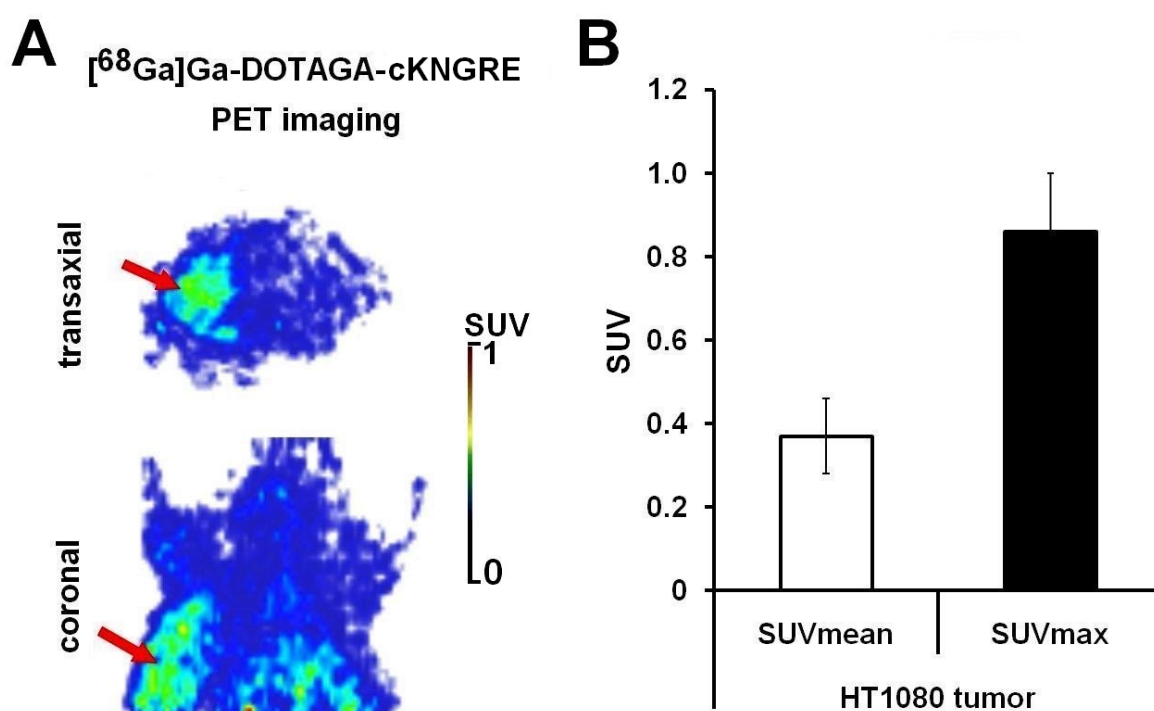 A
[⁶⁸Ga]Ga-DOTAGA-cKNGRE
PET imaging
transaxial
coronal
SUV
1
0
B
SUV
1.2
1.0
0.8
0.6
0.4
0.2
0
SUVmean
SUVmax
HT1080 tumor